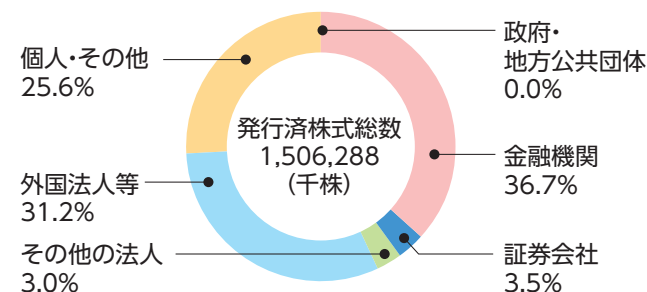 政府・
地方公共団体
0.0%
個人・その他
25.6%
発行済株式総数
1,506,288
（千株）
金融機関
36.7%
外国法人等
31.2%
その他の法人
3.0%
証券会社
3.5%